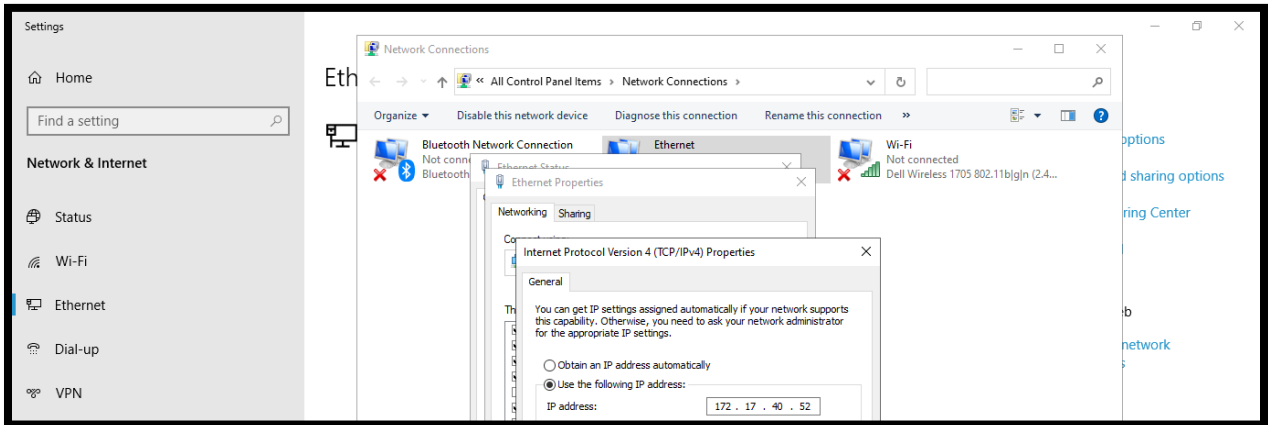 Settings
Home
Find a setting
Network & Internet
Status
Wi-Fi
Ethernet
Dial-up
VPN
Eth
Network Connections
« All Control Panel Items > Network Connections >
Organize Disable this network device Diagnose this connection Rename this connection »
Bluetooth Network Connection
Not conn
Bluetooth
Ethernet
Wi-Fi
Not connected
Dell Wireless 1705 802.11b|g|n (2.4...
Ethernet Status
Ethernet Properties
Networking Sharing
Th
Internet Protocol Version 4 (TCP/IPv4) Properties
General
You can get IP settings assigned automatically if your network supports
this capability. Otherwise, you need to ask your network administrator
for the appropriate IP settings.
Obtain an IP address automatically
Use the following IP address:
IP address: 172 . 17 . 40 . 52
options
d sharing options
ring Center
eb
network